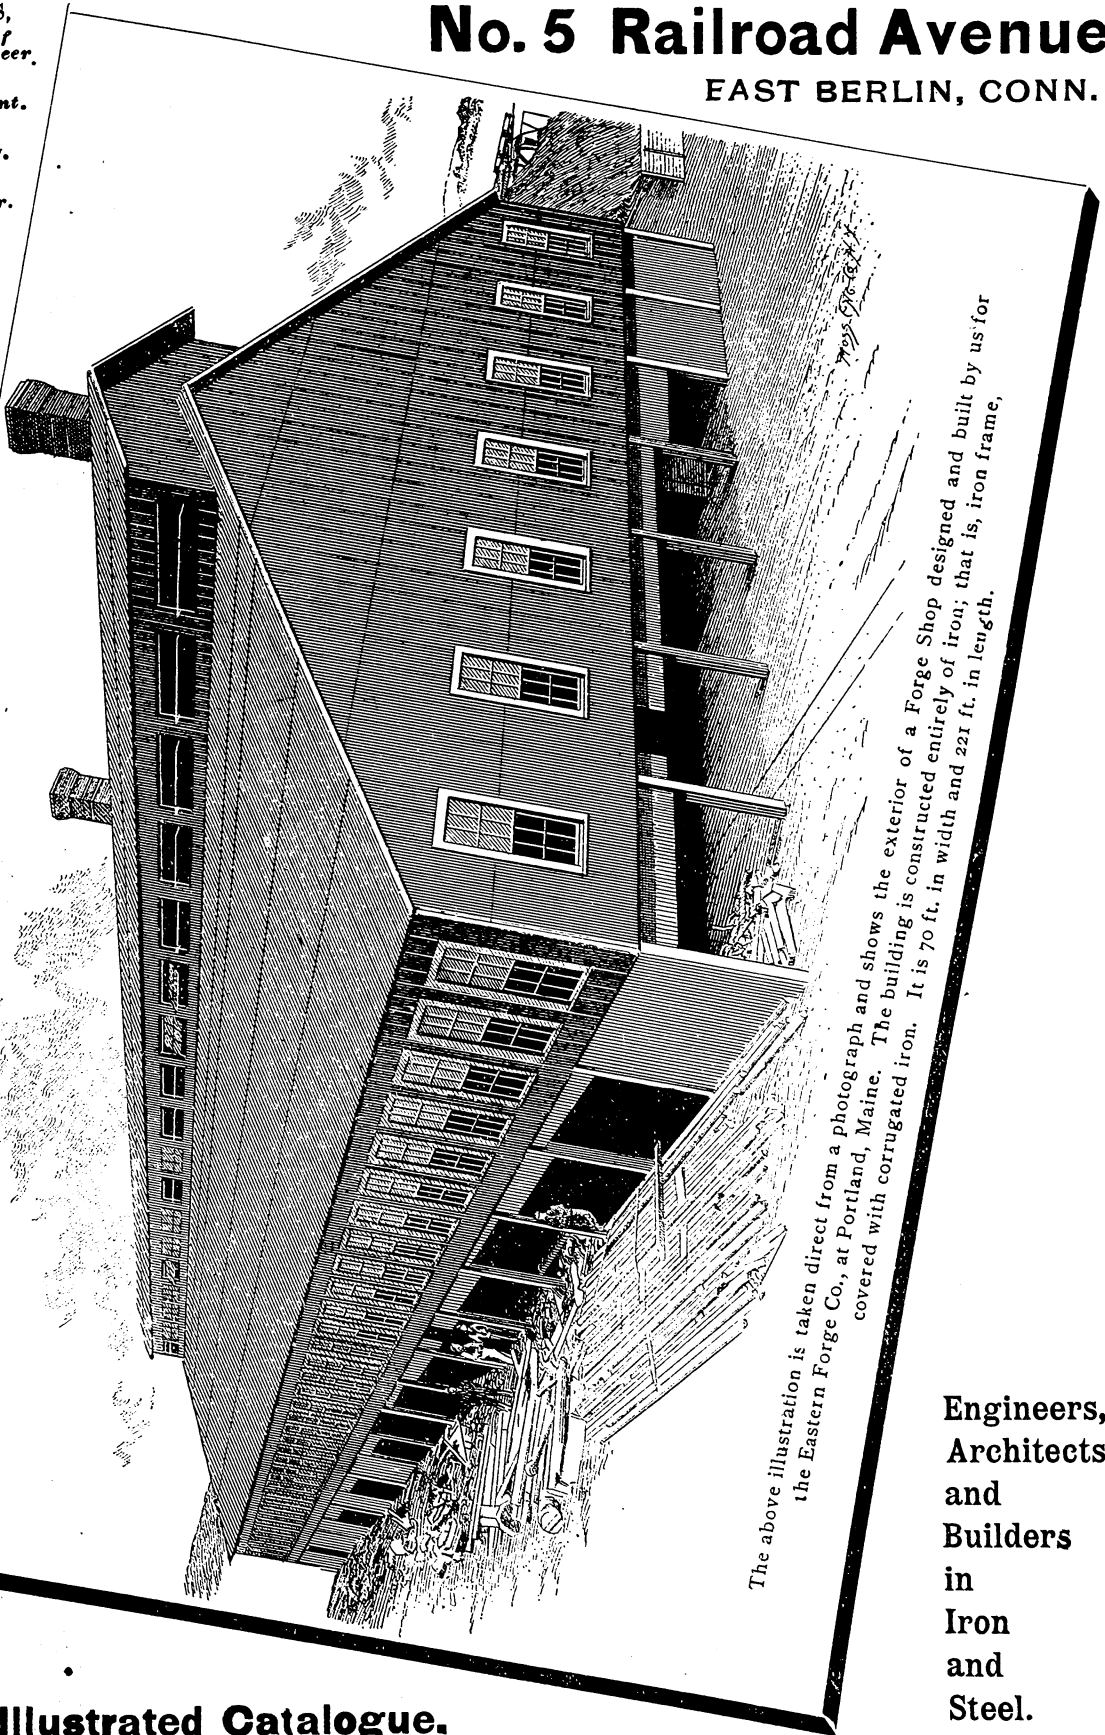 No. 5 Railroad Avenue
EAST BERLIN, CONN.
eer.
nt.
r.
The above illustration is taken direct from a photograph and shows the exterior of a Forge Shop designed and built by us for
the Eastern Forge Co., at Portland, Maine. The building is constructed entirely of iron; that is, iron frame,
covered with corrugated iron. It is 70 ft. in width and 221 ft. in length.
Engineers,
Architects
and
Builders
in
Iron
and
Steel.
Illustrated Catalogue.